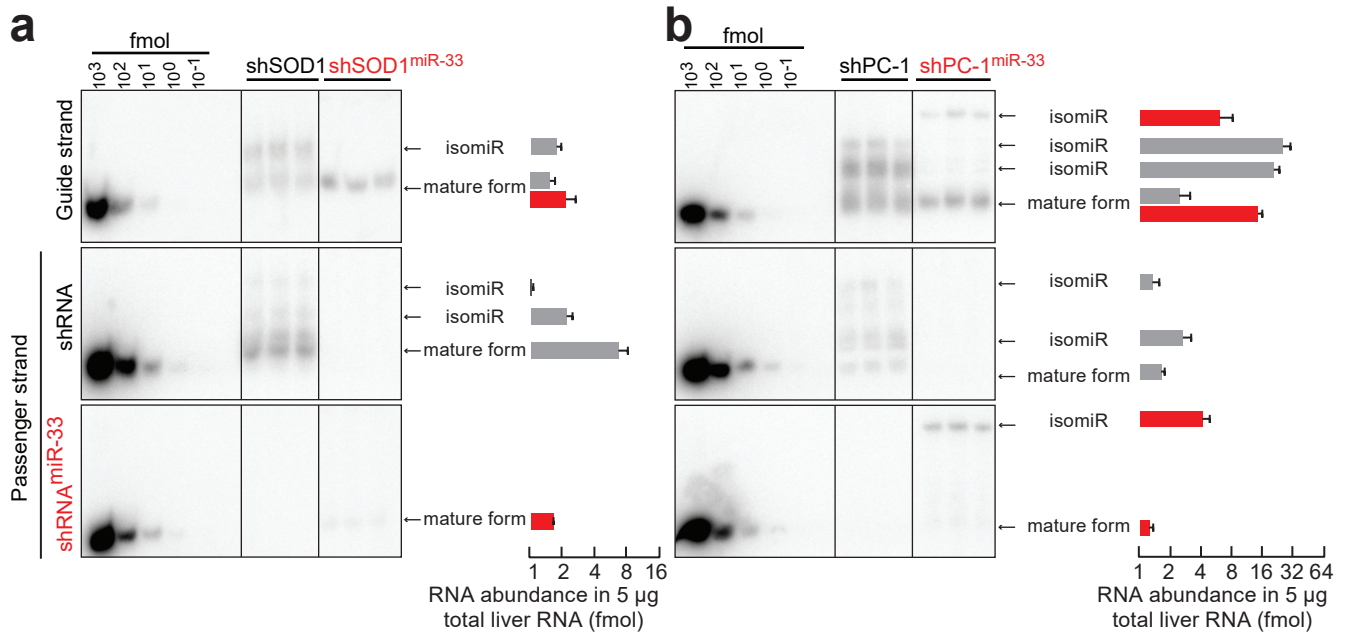 a
fmol
10³ 10² 10¹ 10⁰ 10⁻¹
shSOD1 shSOD1miR-33
Guide strand
← isomiR
← mature form
Passenger strand
shRNA
← isomiR
← isomiR
← mature form
shRNAmiR-33
← mature form
1 2 4 8 16
RNA abundance in 5 µg
total liver RNA (fmol)
b
fmol
10³ 10² 10¹ 10⁰ 10⁻¹
shPC-1 shPC-1miR-33
← isomiR
← isomiR
← isomiR
← mature form
← isomiR
← isomiR
← mature form
← isomiR
← mature form
1 2 4 8 16 32 64
RNA abundance in 5 µg
total liver RNA (fmol)